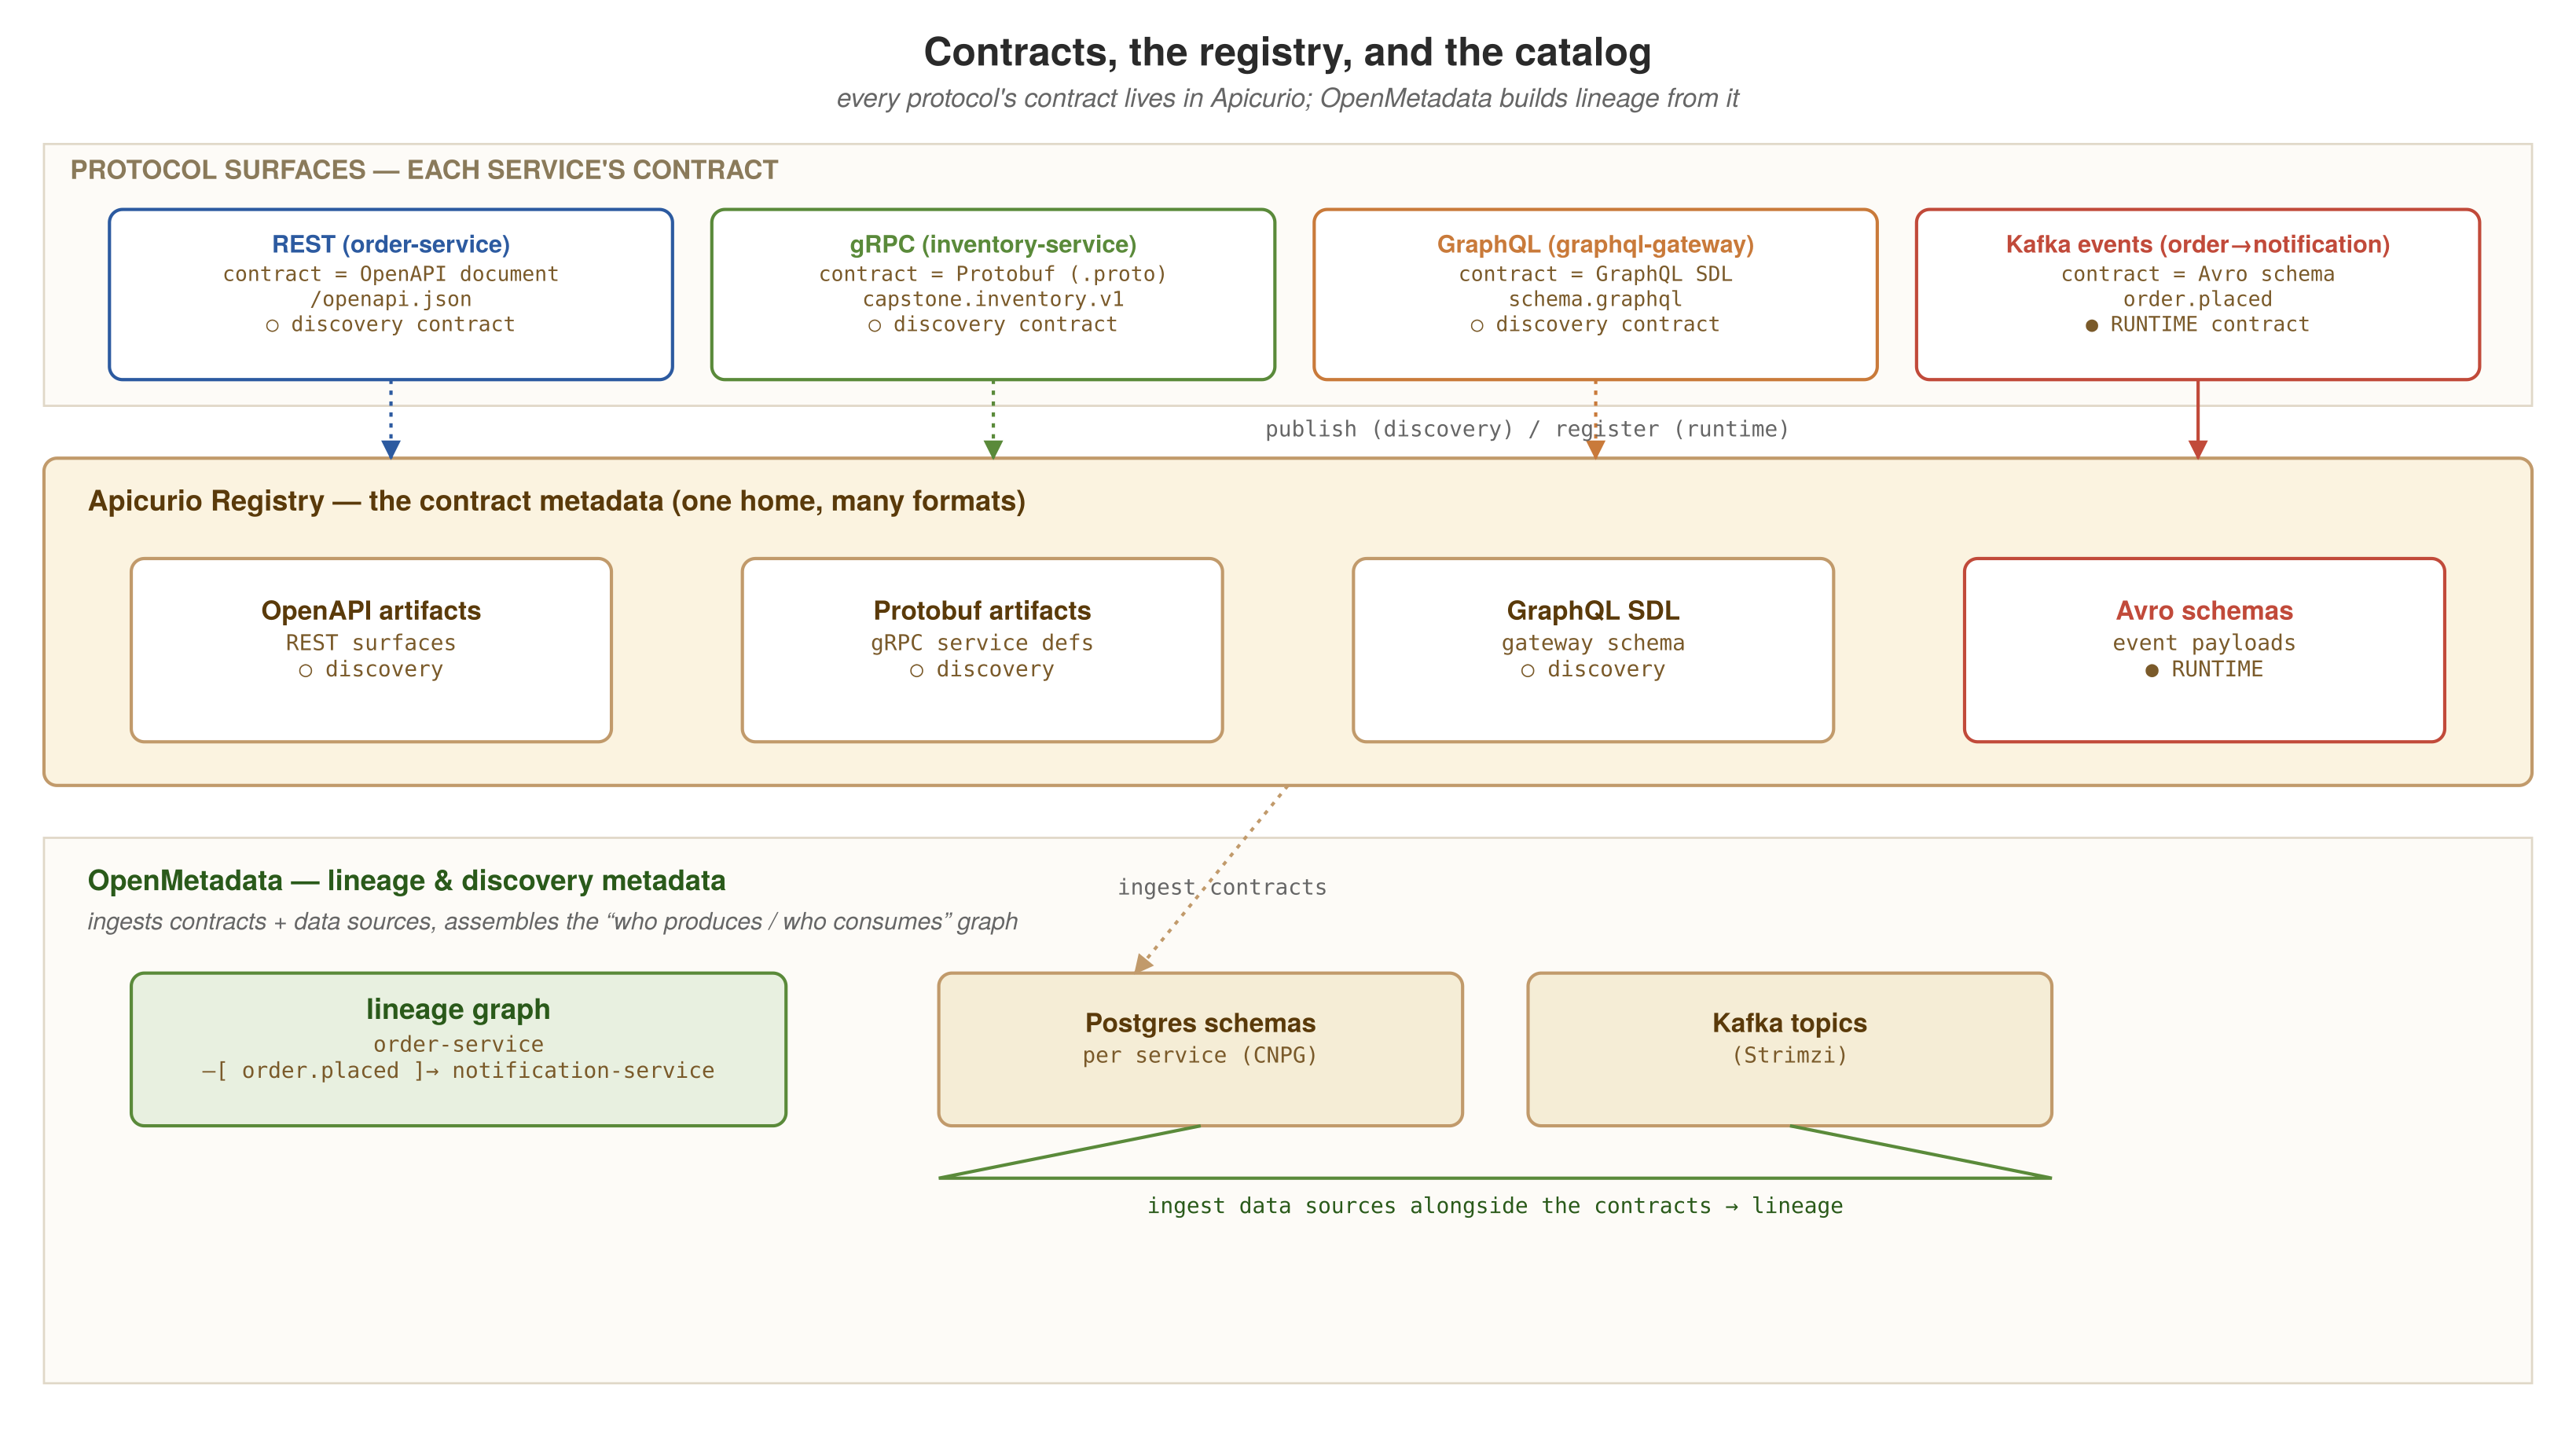 Contracts, the registry, and the catalog
every protocol's contract lives in Apicurio; OpenMetadata builds lineage from it
PROTOCOL SURFACES — EACH SERVICE'S CONTRACT
REST (order-service)
contract = OpenAPI document
/openapi.json
○ discovery contract
gRPC (inventory-service)
contract = Protobuf (.proto)
capstone.inventory.v1
○ discovery contract
GraphQL (graphql-gateway)
contract = GraphQL SDL
schema.graphql
○ discovery contract
Kafka events (order→notification)
contract = Avro schema
order.placed
● RUNTIME contract
publish (discovery) / register (runtime)
Apicurio Registry — the contract metadata (one home, many formats)
OpenAPI artifacts
REST surfaces
○ discovery
Protobuf artifacts
gRPC service defs
○ discovery
GraphQL SDL
gateway schema
○ discovery
Avro schemas
event payloads
● RUNTIME
OpenMetadata — lineage & discovery metadata
ingest contracts
ingests contracts + data sources, assembles the “who produces / who consumes” graph
lineage graph
order-service
—[ order.placed ]→ notification-service
Postgres schemas
per service (CNPG)
Kafka topics
(Strimzi)
ingest data sources alongside the contracts → lineage